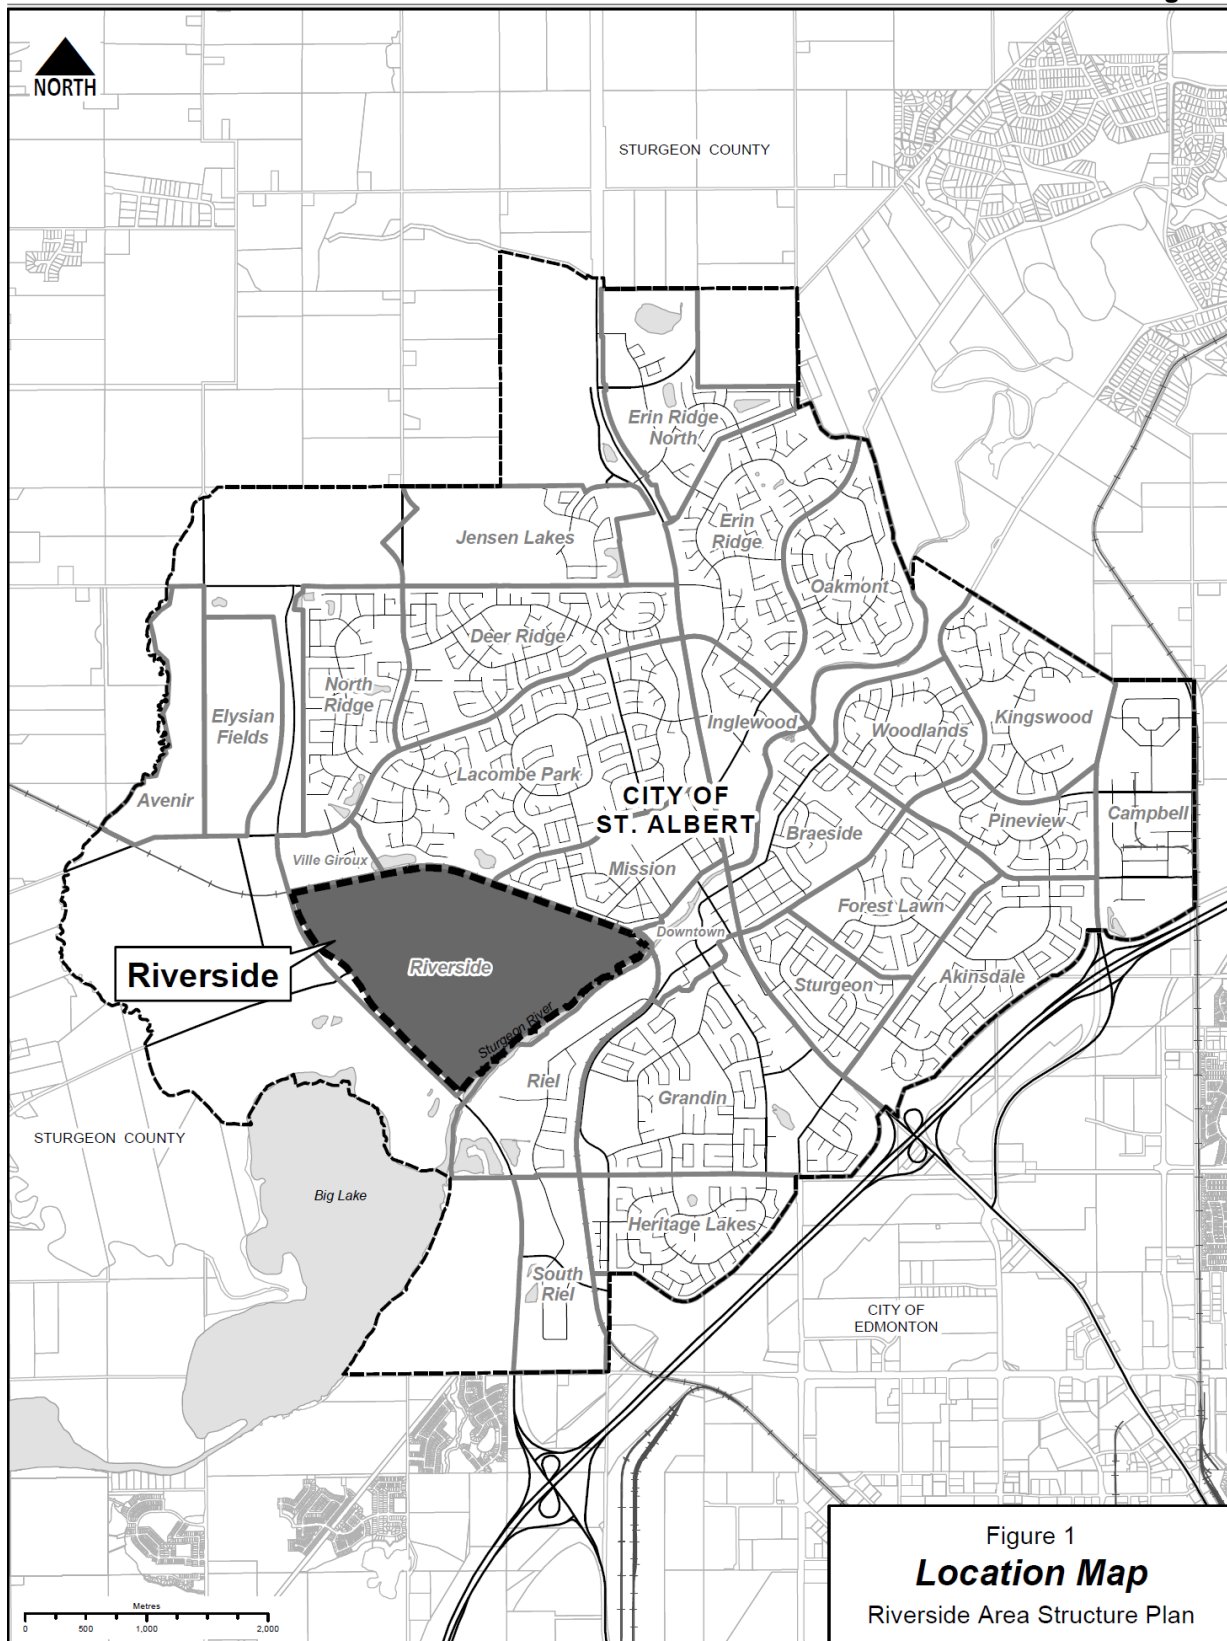 NORTH
STURGEON COUNTY
Erin Ridge
North
Jensen Lakes
Erin
Ridge
Oakmont
Deer Ridge
North
Ridge
Elysian
Fields
Inglewood
Woodlands
Kingswood
Lacombe Park
CITY OF
ST. ALBERT
Avenir
Braeside
Pineview
Campbell
Ville Giroux
Mission
Forest Lawn
Downtown
Riverside
Riverside
Sturgeon
Akinsdale
Sturgeon River
Riel
Grandin
STURGEON COUNTY
Big Lake
Heritage Lakes
South
Riel
CITY OF
EDMONTON
Metres
0 500 1,000 2,000
Figure 1
Location Map
Riverside Area Structure Plan